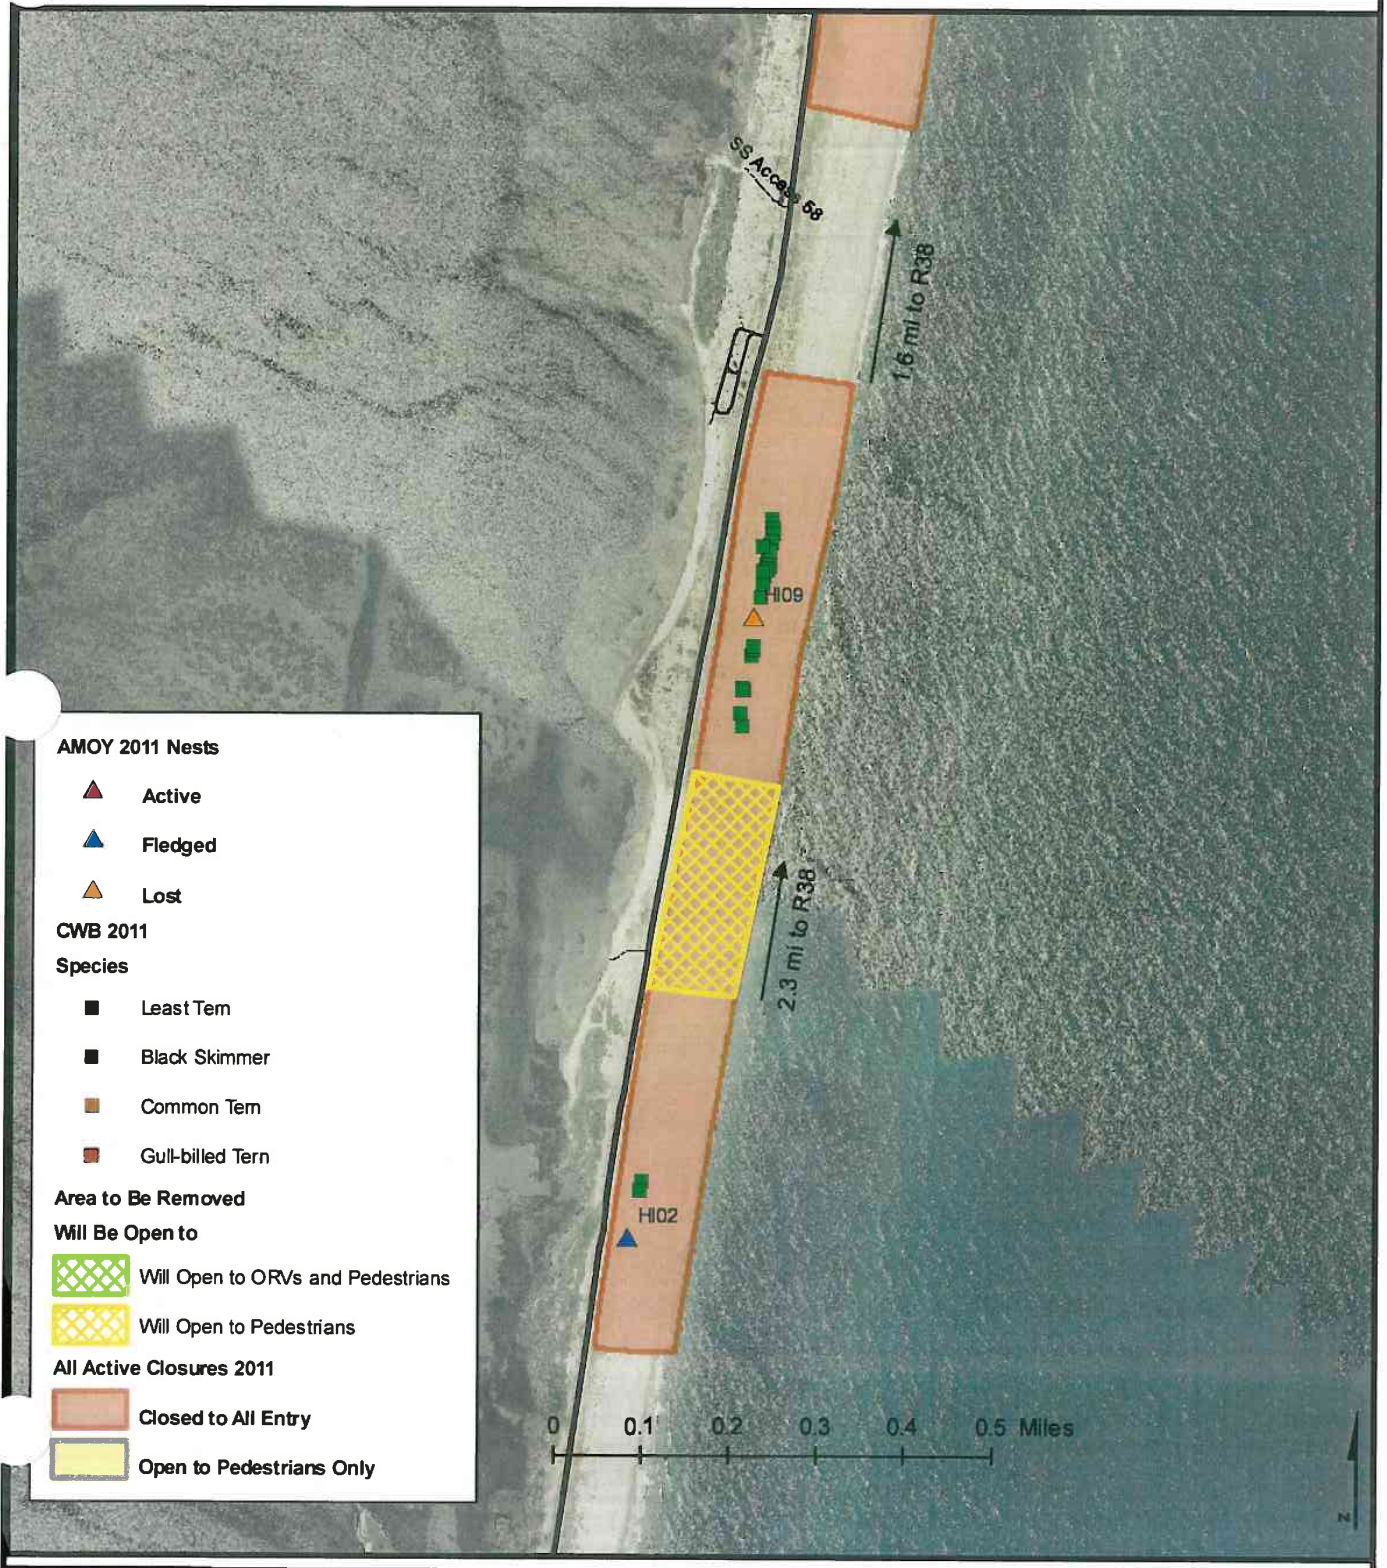 SS Access 58
1.6 mi to R38
HI09
2.3 mi to R38
HI02
AMOY 2011 Nests
Active
Fledged
Lost
CWB 2011
Species
Least Tern
Black Skimmer
Common Tern
Gull-billed Tern
Area to Be Removed
Will Be Open to
Will Open to ORVs and Pedestrians
Will Open to Pedestrians
All Active Closures 2011
Closed to All Entry
Open to Pedestrians Only
0 0.1 0.2 0.3 0.4 0.5 Miles
N